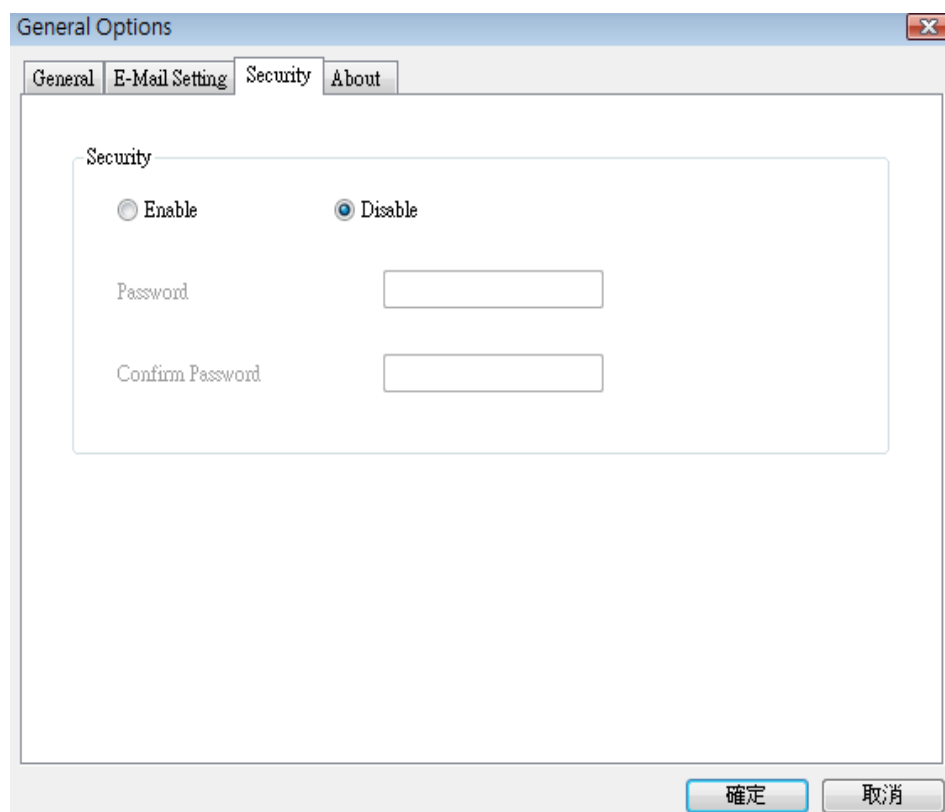 General Options
General E-Mail Setting Security About
Security
Enable Disable
Password
Confirm Password
確定 取消